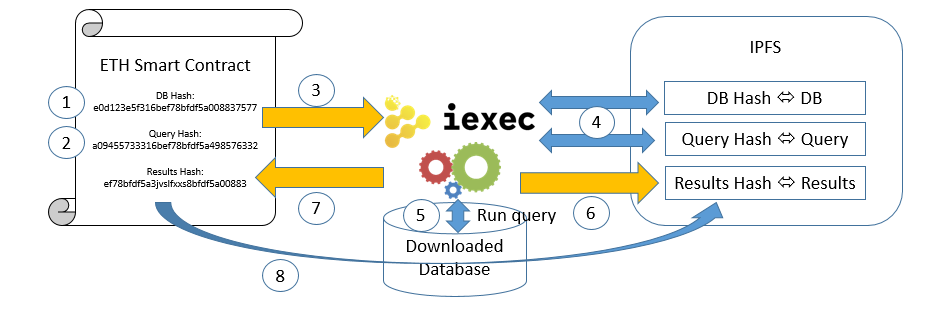 ETH Smart Contract
1
DB Hash:
e0d123e5f316bef78bfdf5a008837577
2
Query Hash:
a09455733316bef78bfdf5a498576332
Results Hash:
ef78bfdf5a3jvslfxxs8bfdf5a00883
3
iexec
7
5
Run query
Downloaded
Database
8
4
6
IPFS
DB Hash ⇔ DB
Query Hash ⇔ Query
Results Hash ⇔ Results